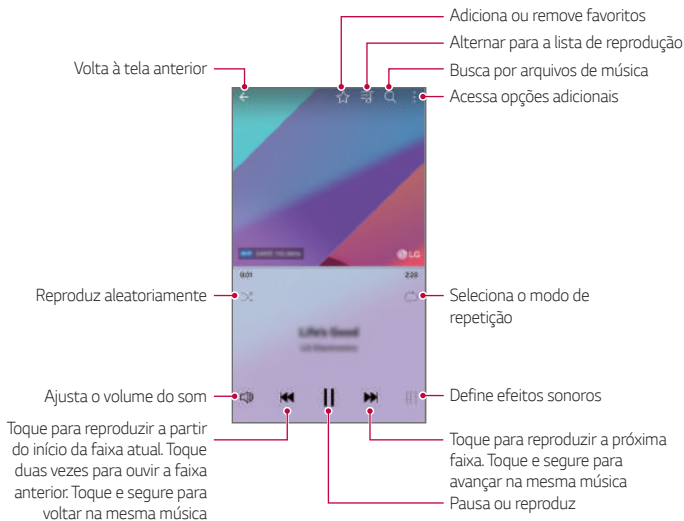 Adiciona ou remove favoritos
Alternar para a lista de reprodução
Volta à tela anterior
Busca por arquivos de música
Acessa opções adicionais
LG
0:01
2:28
Reproduz aleatoriamente
Seleciona o modo de
repetição
Life's Good
LG Electronics
Ajusta o volume do som
Define efeitos sonoros
Toque para reproduzir a partir
do início da faixa atual. Toque
duas vezes para ouvir a faixa
anterior. Toque e segure para
voltar na mesma música
Toque para reproduzir a próxima
faixa. Toque e segure para
avançar na mesma música
Pausa ou reproduz